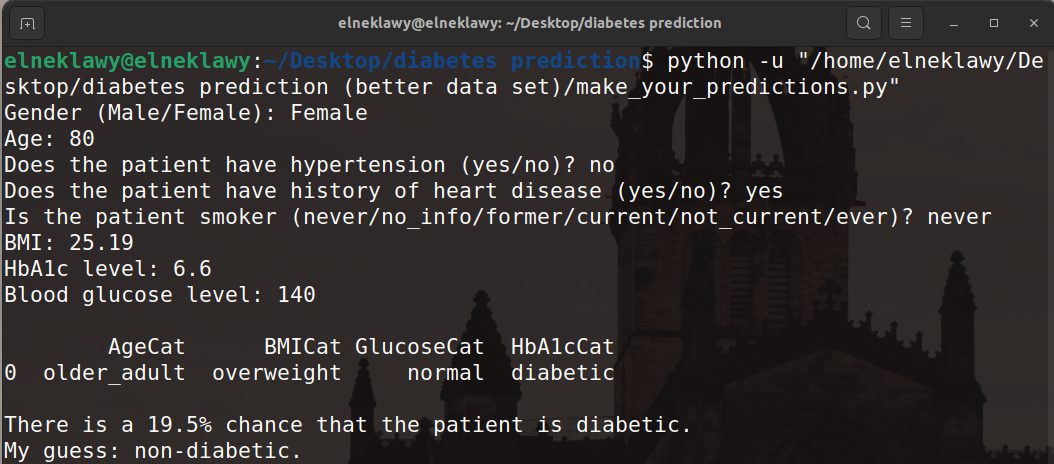 elneklawy@elneklawy: ~/Desktop/diabetes prediction
elneklawy@elneklawy:~/Desktop/diabetes prediction$ python -u "/home/elneklawy/De
sktop/diabetes prediction (better data set)/make_your_predictions.py"
Gender (Male/Female): Female
Age: 80
Does the patient have hypertension (yes/no)? no
Does the patient have history of heart disease (yes/no)? yes
Is the patient smoker (never/no_info/former/current/not_current/ever)? never
BMI: 25.19
HbA1c level: 6.6
Blood glucose level: 140
AgeCat BMICat GlucoseCat HbA1cCat
0 older_adult overweight normal diabetic
There is a 19.5% chance that the patient is diabetic.
My guess: non-diabetic.